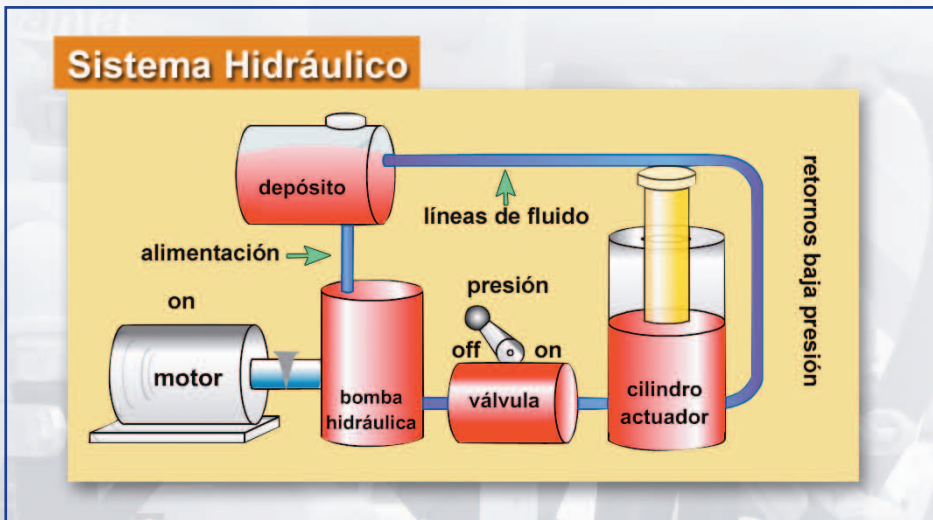 Sistema Hidráulico
depósito
líneas de fluido
retornos baja presión
alimentación
on
presión
off
on
motor
bomba
hidráulica
válvula
cilindro
actuador